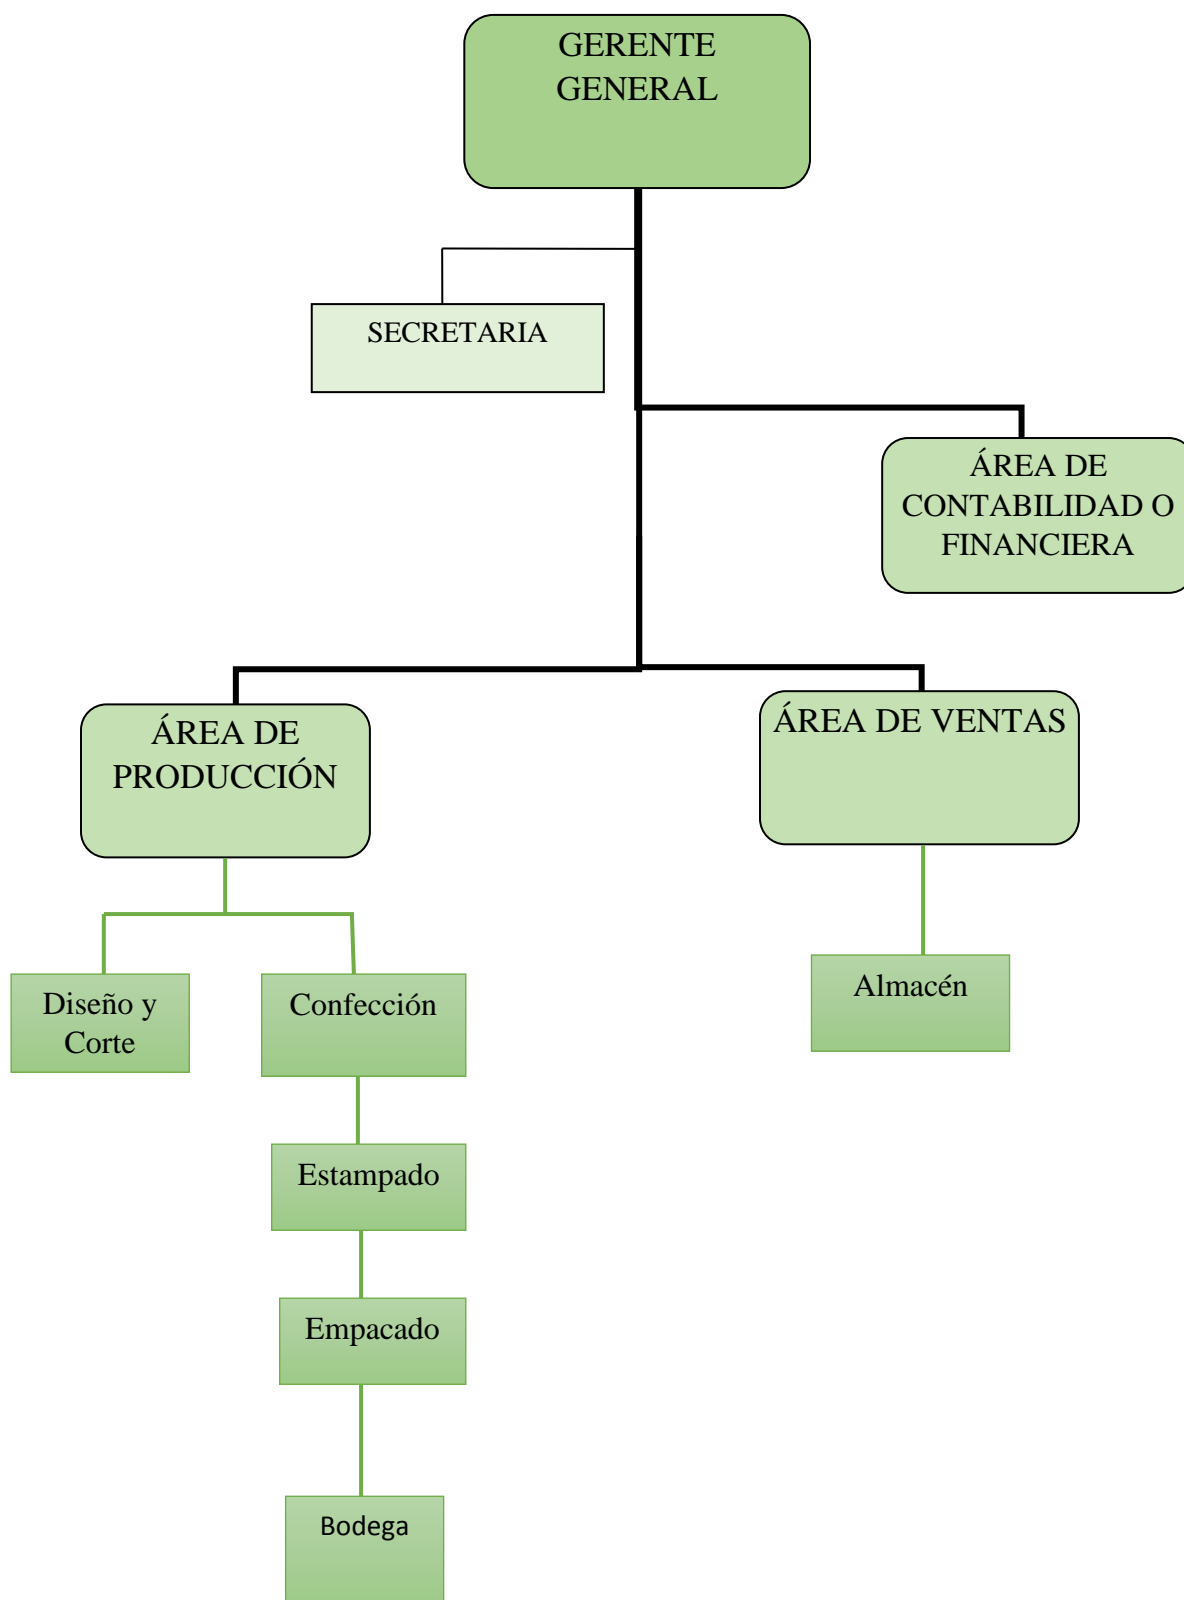 GERENTE
GENERAL
SECRETARIA
ÁREA DE
CONTABILIDAD O
FINANCIERA
ÁREA DE
PRODUCCIÓN
ÁREA DE VENTAS
Diseño y
Corte
Confección
Almacén
Estampado
Empacado
Bodega